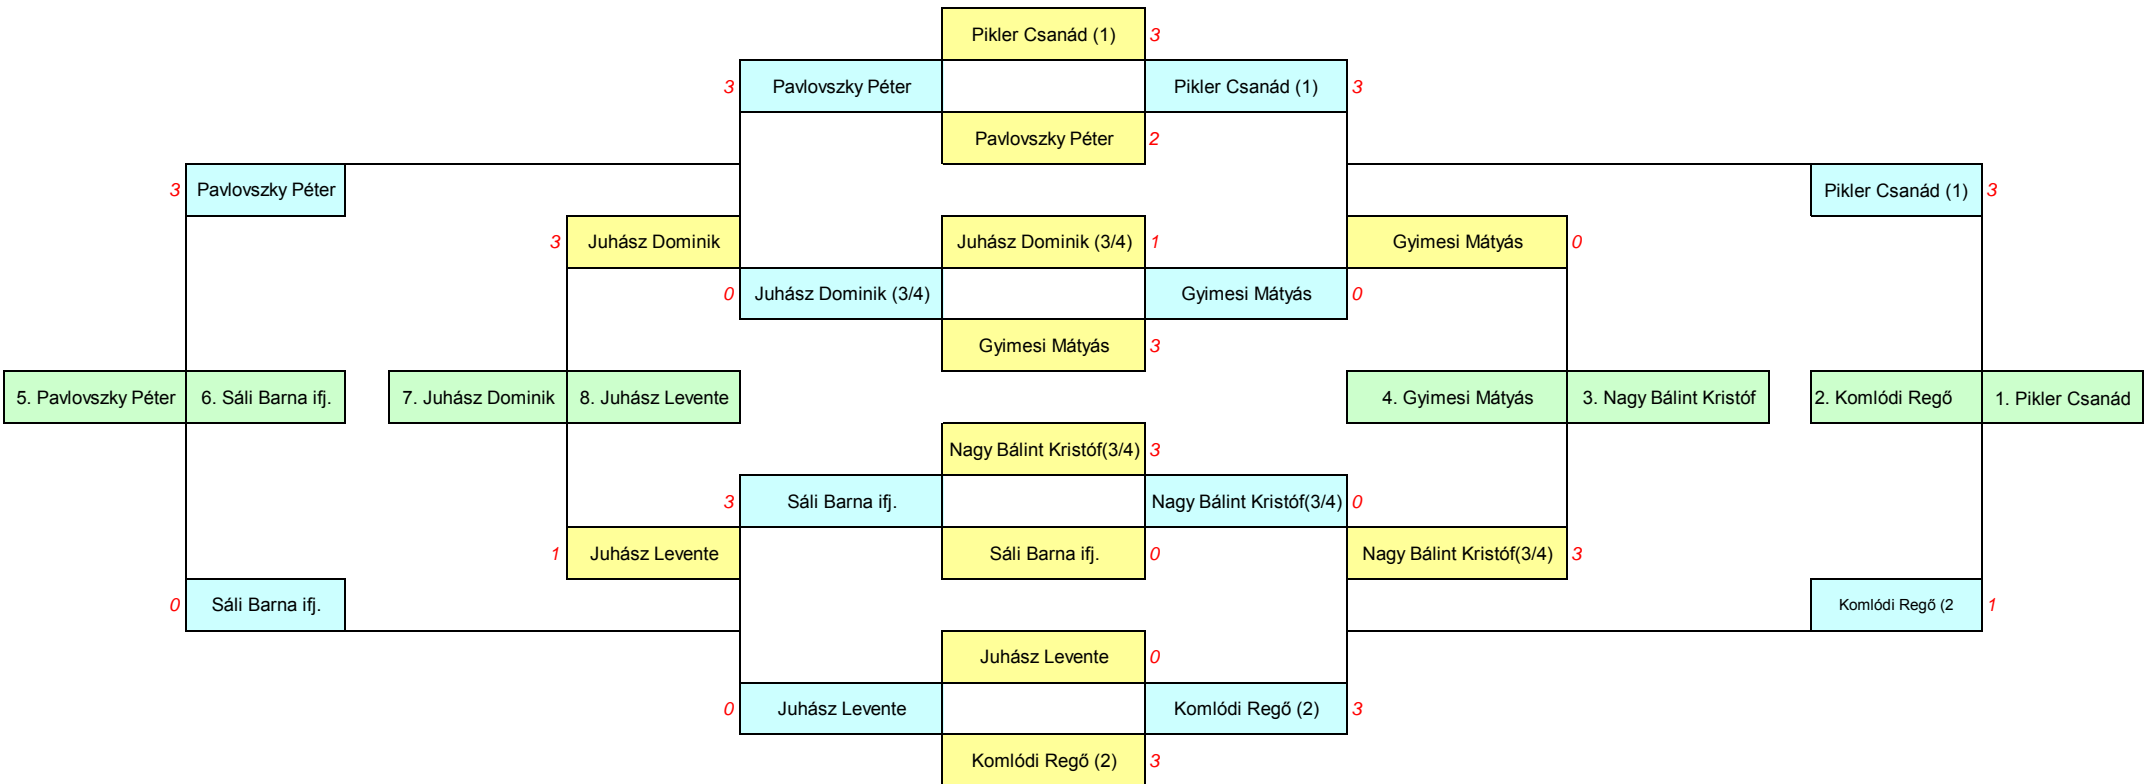 Pikler Csanád (1) 3
3 Pavlovszky Péter Pikler Csanád (1) 3
Pavlovszky Péter 2
3 Pavlovszky Péter Pikler Csanád (1) 3
3 Juhász Dominik Juhász Dominik (3/4) 1 Gyimesi Mátyás 0
0 Juhász Dominik (3/4) Gyimesi Mátyás 0
Gyimesi Mátyás 3
5. Pavlovszky Péter 6. Sáli Barna ifj. 7. Juhász Dominik 8. Juhász Levente 4. Gyimesi Mátyás 3. Nagy Bálint Kristóf 2. Komlódi Regő 1. Pikler Csanád
Nagy Bálint Kristóf(3/4) 3
3 Sáli Barna ifj. Nagy Bálint Kristóf(3/4) 0
1 Juhász Levente Sáli Barna ifj. 0 Nagy Bálint Kristóf(3/4) 3
0 Sáli Barna ifj. Komlódi Regő (2 1
Juhász Levente 0
0 Juhász Levente Komlódi Regő (2) 3
Komlódi Regő (2) 3